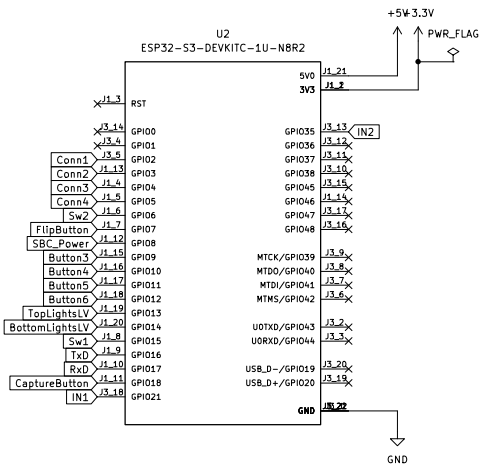 +5V
+3.3V
PWR_FLAG
U2
ESP32-S3-DEVKITC-1U-N8R2
5V0 J1_21
3V3
J1_3 RST
J3_14 GPIO0
GPIO35 J3_13 IN2
J3_4 GPIO1
GPIO36 J3_12
Conn1 J3_5 GPIO2
GPIO37 J3_11
Conn2 J1_13 GPIO3
GPIO38 J3_10
Conn3 J1_4 GPIO4
GPIO45 J3_15
Conn4 J1_5 GPIO5
GPIO46 J1_14
Sw2 J1_6 GPIO6
GPIO47 J3_17
FlipButton J1_7 GPIO7
GPIO48 J3_16
SBC_Power J1_12 GPIO8
Button3 J1_15 GPIO9
MTCK/GPIO39 J3_9
Button4 J1_16 GPIO10
MTDO/GPIO40 J3_8
Button5 J1_17 GPIO11
MTDI/GPIO41 J3_7
Button6 J1_18 GPIO12
MTMS/GPIO42 J3_6
TopLightsLV J1_19 GPIO13
BottomLightsLV J1_20 GPIO14
U0TXD/GPIO43 J3_2
Sw1 J1_8 GPIO15
U0RXD/GPIO44 J3_3
TxD J1_9 GPIO16
RxD J1_10 GPIO17
USB_D-/GPIO19 J3_20
CaptureButton J1_11 GPIO18
USB_D+/GPIO20 J3_19
IN1 J3_18 GPIO21
GND
GND